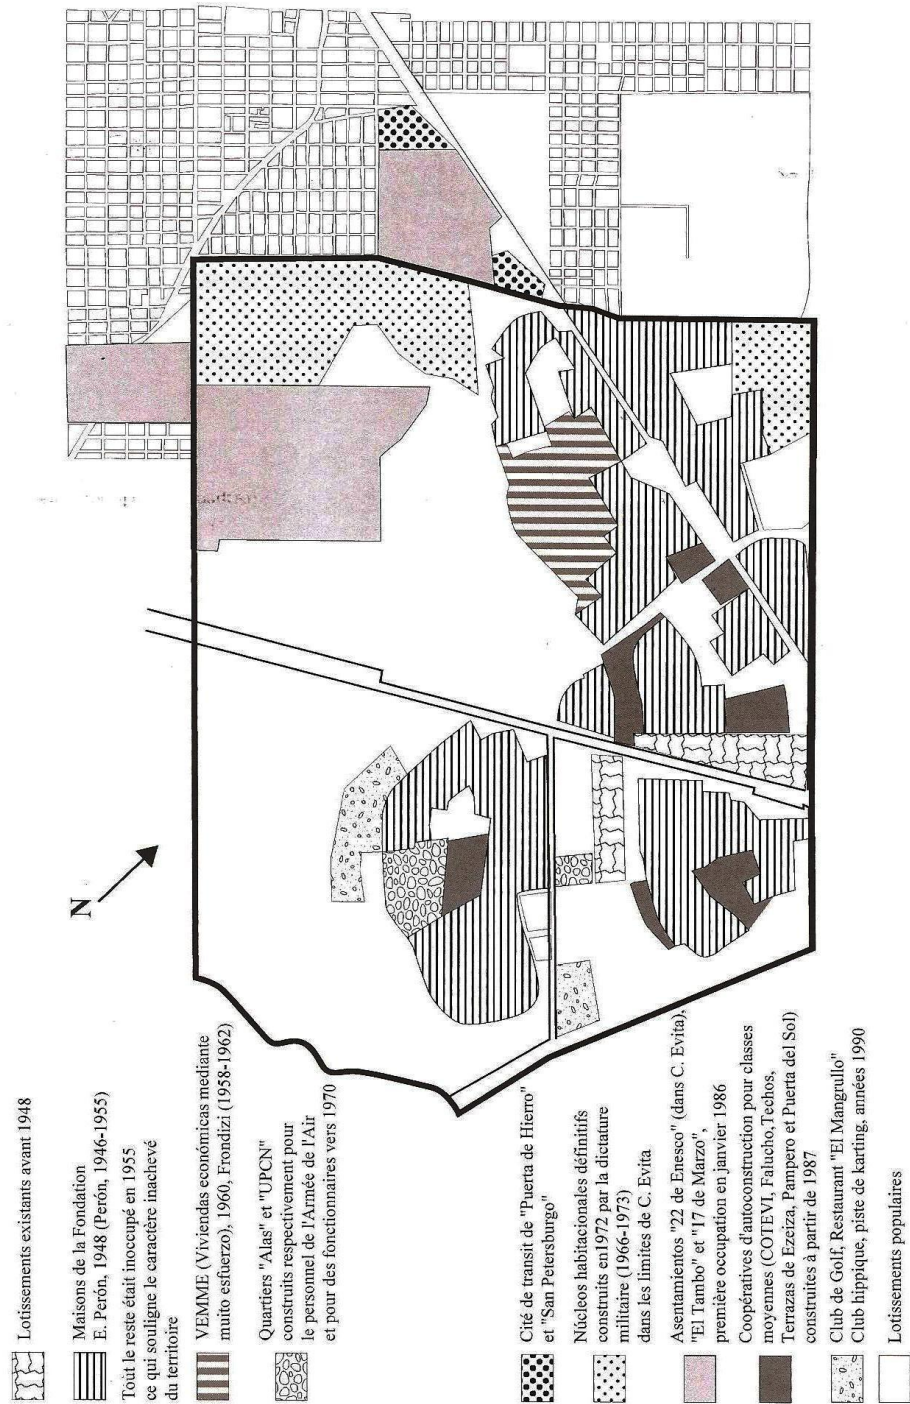 N
Lotissements existants avant 1948
Maisons de la Fondation
E. Perón, 1948 (Perón, 1946-1955)
Tout le reste était inoccupé en 1955
ce qui souligne le caractère inachevé
du territoire
VEMME (Viviendas económicas mediante
muito esfuerzo), 1960, Frondizi (1958-1962)
Quartiers "Alas" et "UPCN"
construits respectivement pour
le personnel de l'Armée de l'Air
et pour des fonctionnaires vers 1970
Cité de transit de "Puerta de Hierro"
et "San Petersburgo"
Núcleos habitacionales définitifs
construits en1972 par la dictature
militaire (1966-1973)
dans les limites de C. Evita
Asentamientos "22 de Enesco" (dans C. Evita),
"El Tambo" et "17 de Marzo",
première occupation en janvier 1986
Coopératives d'autoconstruction pour classes
moyennes (COTEVI, Falucho,Techos,
Terrazas de Ezeiza, Pampero et Puerta del Sol)
construites à partir de 1987
Club de Golf, Restaurant "El Mangrullo"
Club hippique, piste de karting, années 1990
Lotissements populaires